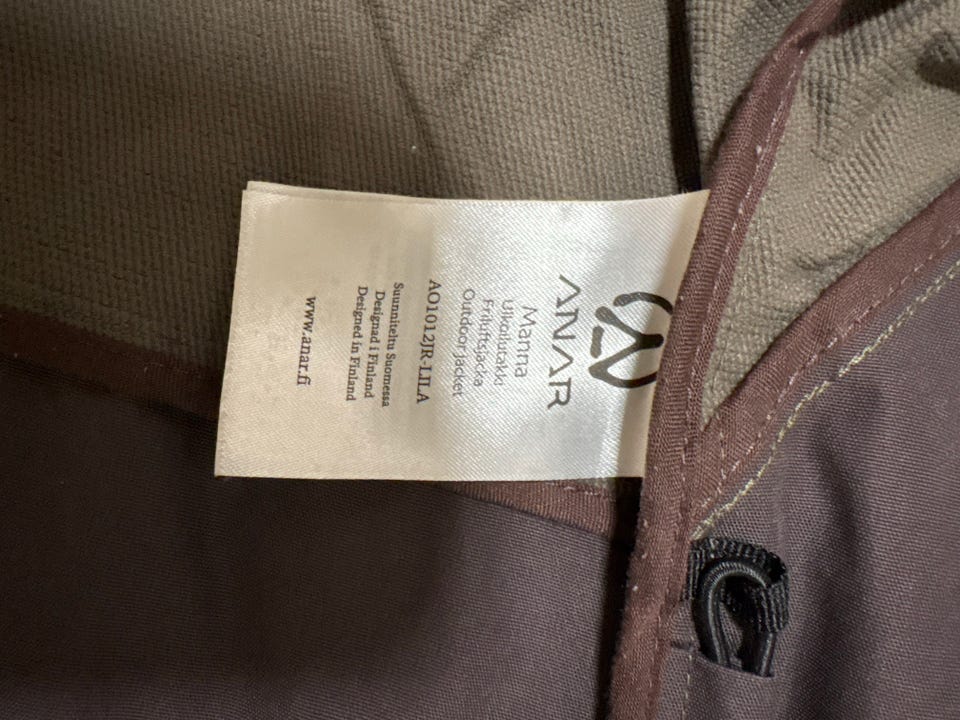 ANAR
Manna
Ulkoilutakki
Friluftsjacka
Outdoor jacket
AO1012JR-LILA
Suunniteltu Suomessa
Designad i Finland
Designed in Finland
www.anar.fi